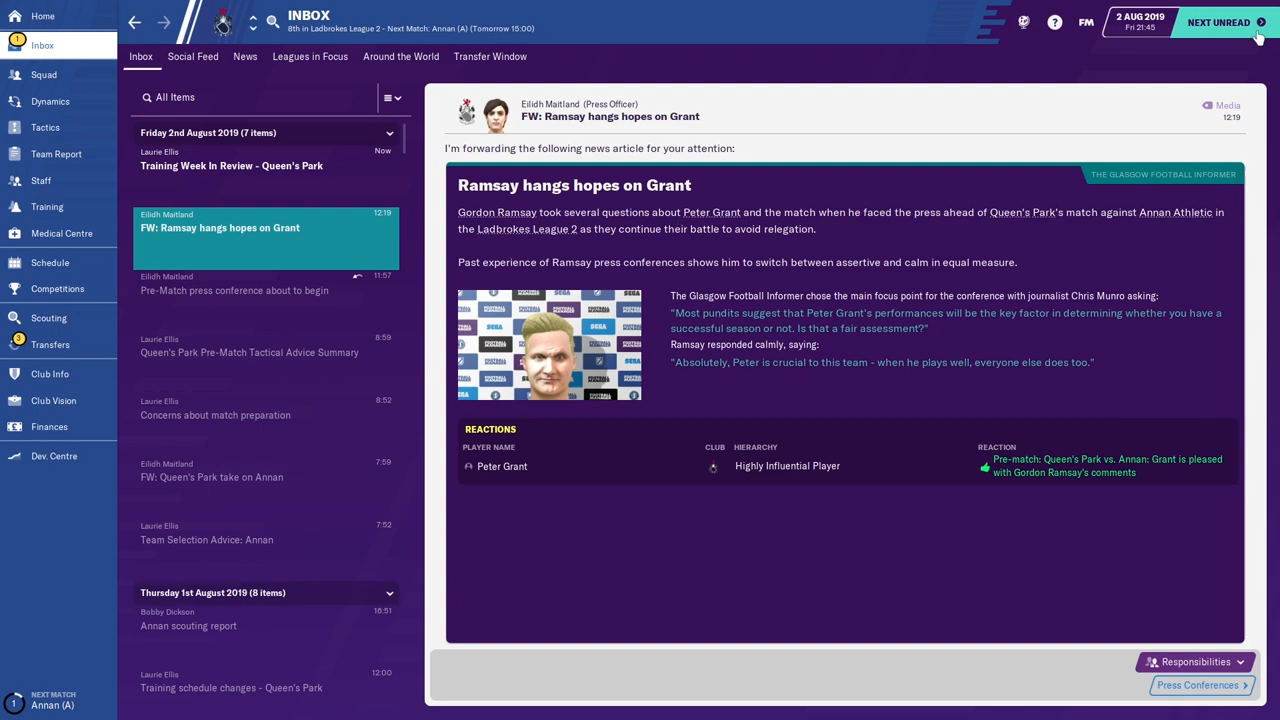 Home
1
Inbox
Squad
Dynamics
Tactics
Team Report
Staff
Training
Medical Centre
Schedule
Competitions
Scouting
3
Transfers
Club Info
Club Vision
Finances
Dev. Centre
1
NEXT MATCH
Annan (A)
INBOX
8th in Ladbrokes League 2 - Next Match: Annan (A) (Tomorrow 15:00)
?
FM
2 AUG 2019
Fri 21:45
NEXT UNREAD
Inbox Social Feed News Leagues in Focus Around the World Transfer Window
All Items
Friday 2nd August 2019 (7 items)
Laurie Ellis Now
Training Week In Review - Queen's Park
Eilidh Maitland 12:19
FW: Ramsay hangs hopes on Grant
Eilidh Maitland 11:57
Pre-Match press conference about to begin
Laurie Ellis 8:59
Queen's Park Pre-Match Tactical Advice Summary
Laurie Ellis 8:52
Concerns about match preparation
Eilidh Maitland 7:59
FW: Queen's Park take on Annan
Laurie Ellis 7:52
Team Selection Advice: Annan
Thursday 1st August 2019 (8 items)
Bobby Dickson 16:51
Annan scouting report
Laurie Ellis 12:00
Training schedule changes - Queen's Park
Eilidh Maitland (Press Officer)
FW: Ramsay hangs hopes on Grant
Media
12:19
I'm forwarding the following news article for your attention:
THE GLASGOW FOOTBALL INFORMER
Ramsay hangs hopes on Grant
Gordon Ramsay took several questions about Peter Grant and the match when he faced the press ahead of Queen's Park's match against Annan Athletic in
the Ladbrokes League 2 as they continue their battle to avoid relegation.
Past experience of Ramsay press conferences shows him to switch between assertive and calm in equal measure.
SEGA
The Glasgow Football Informer chose the main focus point for the conference with journalist Chris Munro asking:
"Most pundits suggest that Peter Grant's performances will be the key factor in determining whether you have a
successful season or not. Is that a fair assessment?"
Ramsay responded calmly, saying:
"Absolutely, Peter is crucial to this team - when he plays well, everyone else does too."
REACTIONS
PLAYER NAME CLUB HIERARCHY REACTION
Peter Grant Highly Influential Player Pre-match: Queen's Park vs. Annan: Grant is pleased
with Gordon Ramsay's comments
Responsibilities
Press Conferences